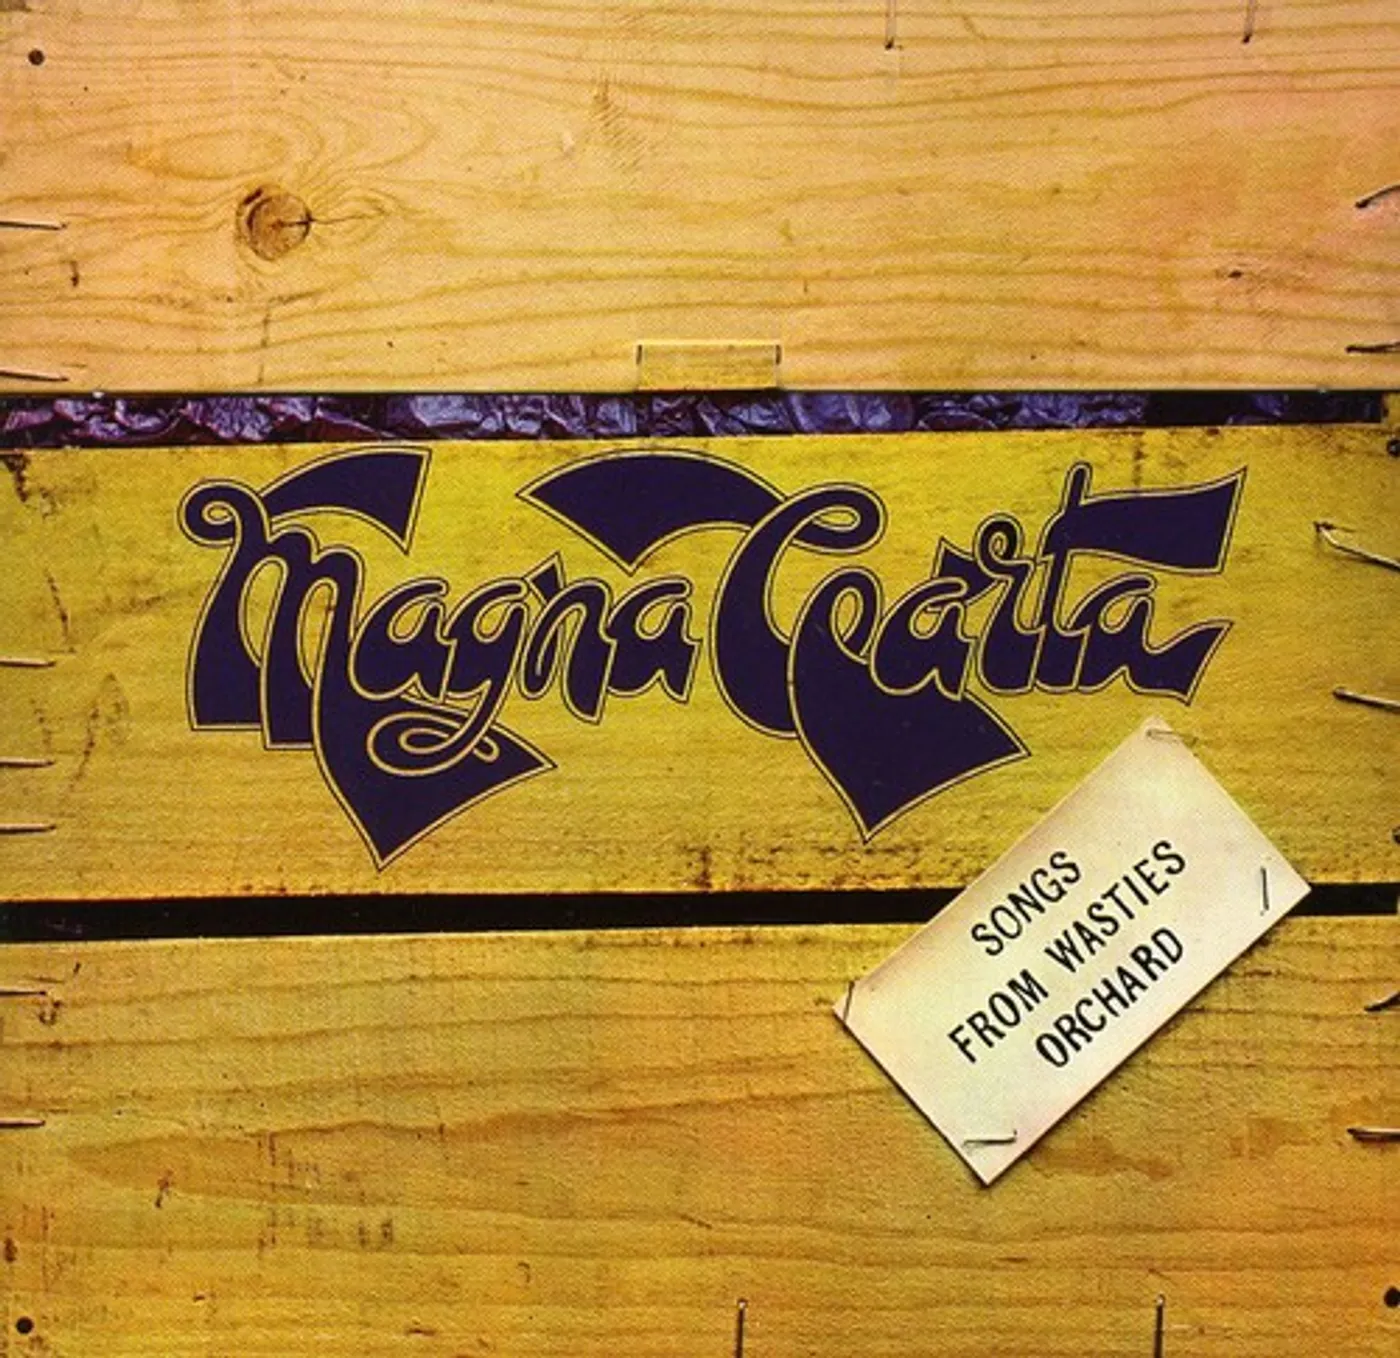 Magna Carta
SONGS
FROM WASTIES
ORCHARD